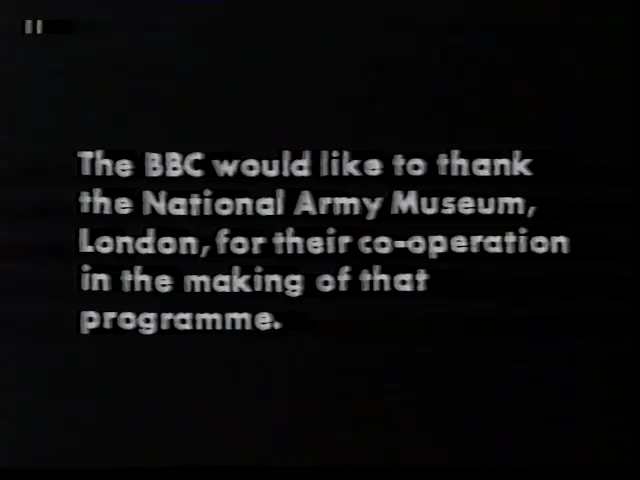 The BBC would like to thank
the National Army Museum,
London, for their co-operation
in the making of that
programme.